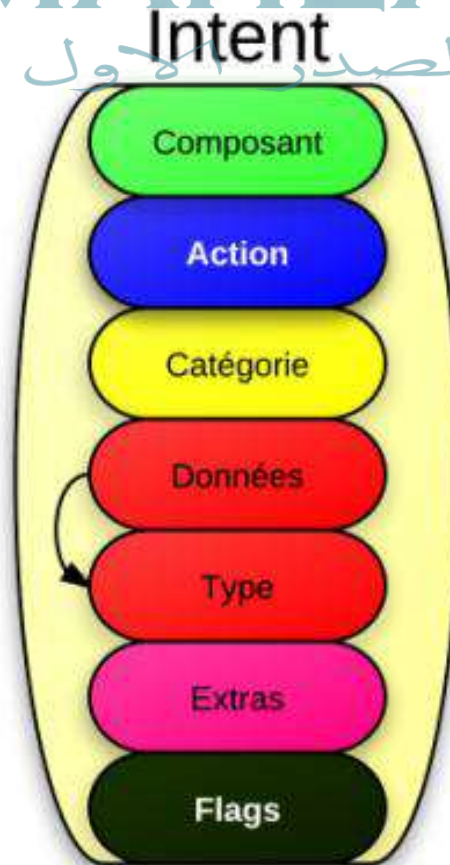 Intent
Composant
Action
Catégorie
Données
Type
Extras
Flags